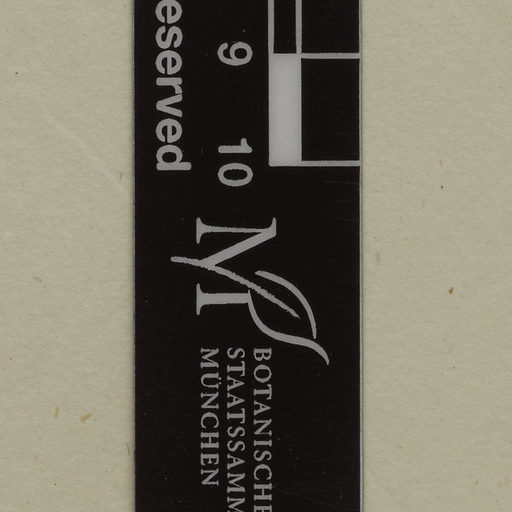 eserved
9 10
M
BOTANISCHE
STAATSSAMM
MÜNCHEN